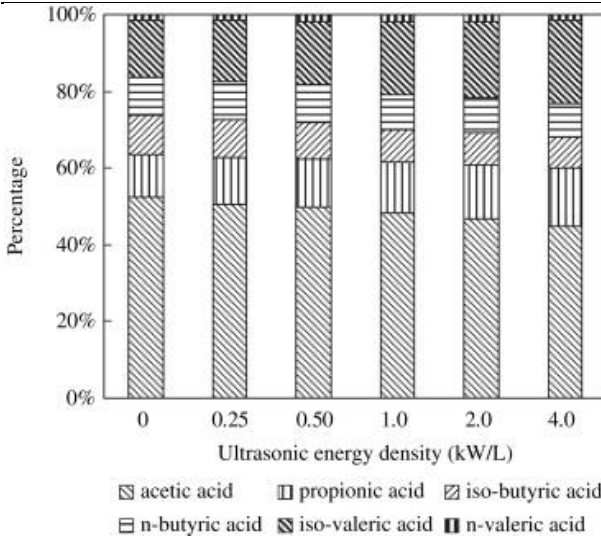 100%
80%
60%
40%
20%
0%
Percentage
0 0.25 0.50 1.0 2.0 4.0
Ultrasonic energy density (kW/L)
acetic acid propionic acid iso-butyric acid
n-butyric acid iso-valeric acid n-valeric acid